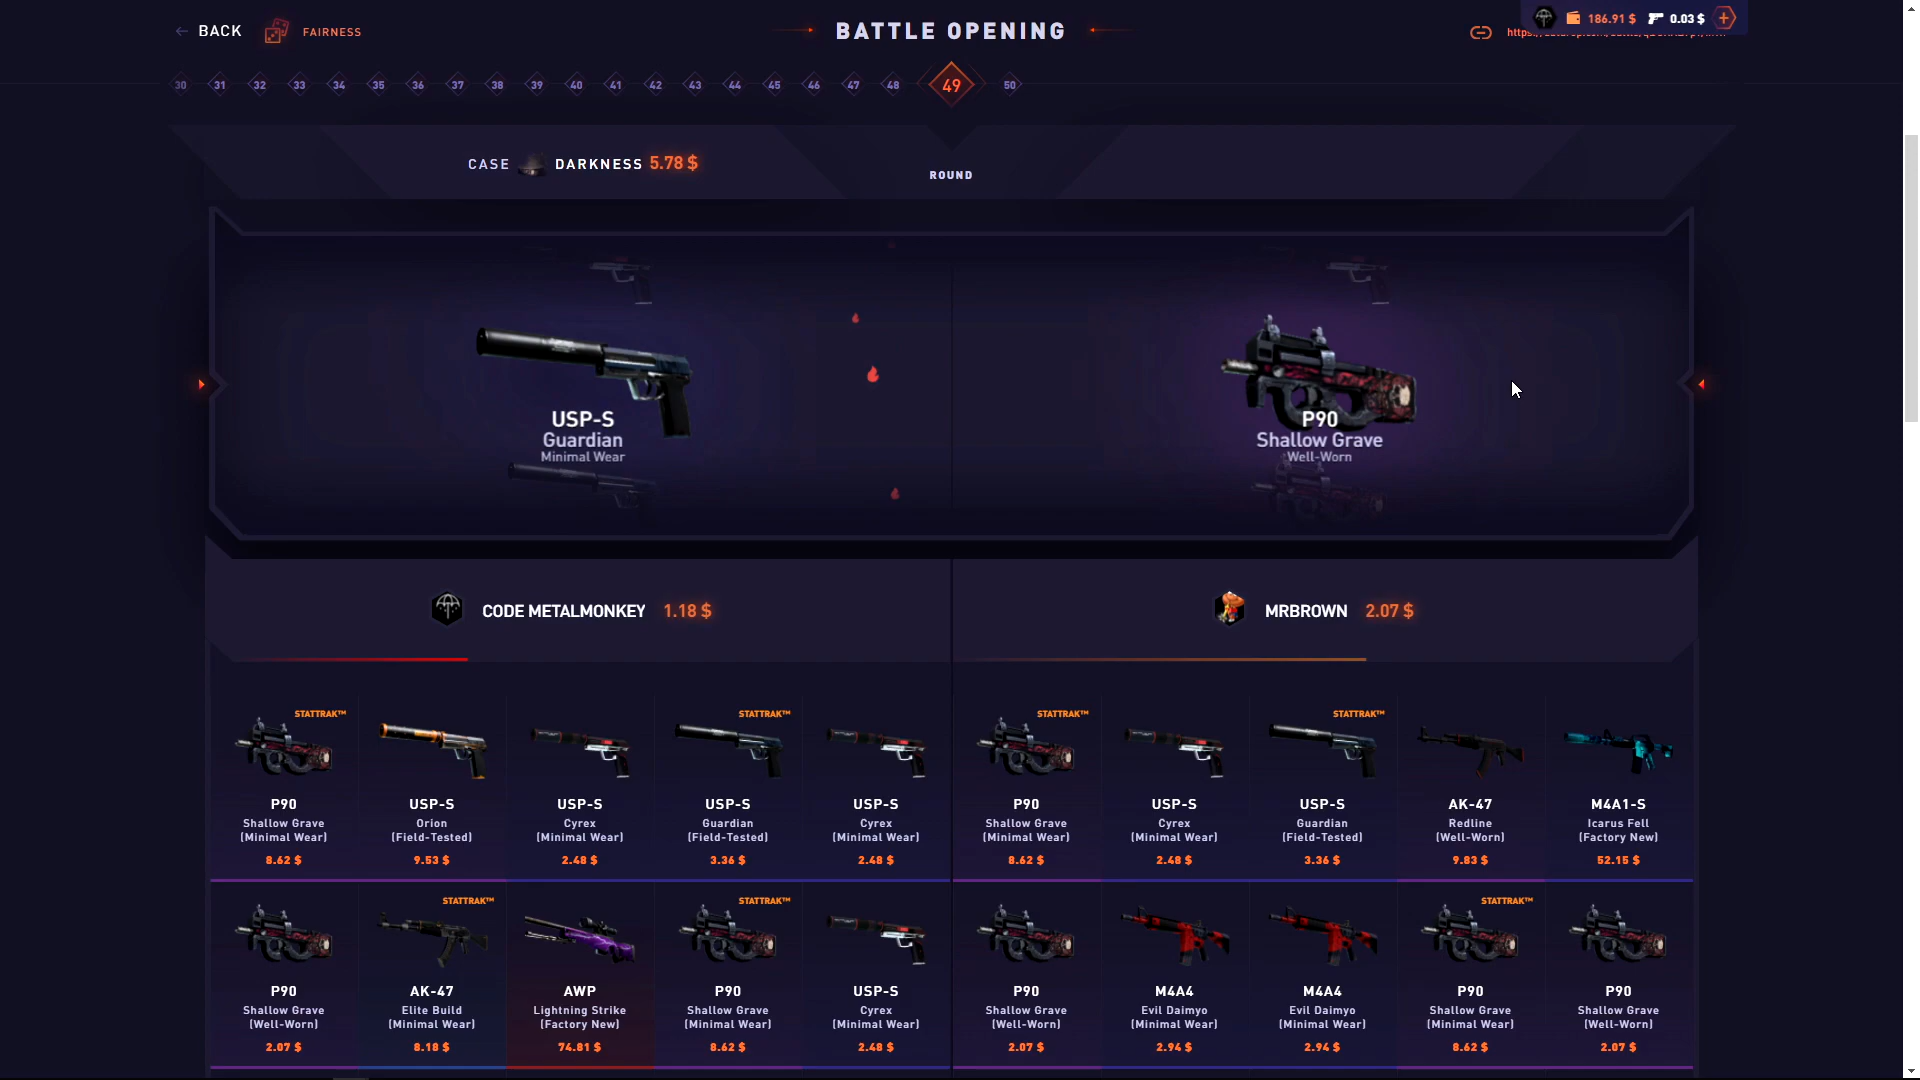 BACK
FAIRNESS
BATTLE OPENING
186.91 $
0.03 $
30 31 32 33 34 35 36 37 38 39 40 41 42 43 44 45 46 47 48 49 50
CASE DARKNESS 5.78 $
ROUND
USP-S
Guardian
Minimal Wear
P90
Shallow Grave
Well-Worn
CODE METALMONKEY 1.18 $
MRBROWN 2.07 $
STATTRAK™ STATTRAK™ STATTRAK™ STATTRAK™
P90 USP-S USP-S USP-S USP-S P90 USP-S USP-S AK-47 M4A1-S
Shallow Grave Orion Cyrex Guardian Cyrex Shallow Grave Cyrex Guardian Redline Icarus Fell
(Minimal Wear) (Field-Tested) (Minimal Wear) (Field-Tested) (Minimal Wear) (Minimal Wear) (Minimal Wear) (Field-Tested) (Well-Worn) (Factory New)
8.62 $ 9.53 $ 2.48 $ 3.36 $ 2.48 $ 8.62 $ 2.48 $ 3.36 $ 9.83 $ 52.15 $
STATTRAK™ STATTRAK™ STATTRAK™
P90 AK-47 AWP P90 USP-S P90 M4A4 M4A4 P90 P90
Shallow Grave Elite Build Lightning Strike Shallow Grave Cyrex Shallow Grave Evil Daimyo Evil Daimyo Shallow Grave Shallow Grave
(Well-Worn) (Minimal Wear) (Factory New) (Minimal Wear) (Minimal Wear) (Well-Worn) (Minimal Wear) (Minimal Wear) (Minimal Wear) (Well-Worn)
2.07 $ 8.18 $ 74.81 $ 8.62 $ 2.48 $ 2.07 $ 2.94 $ 2.94 $ 8.62 $ 2.07 $